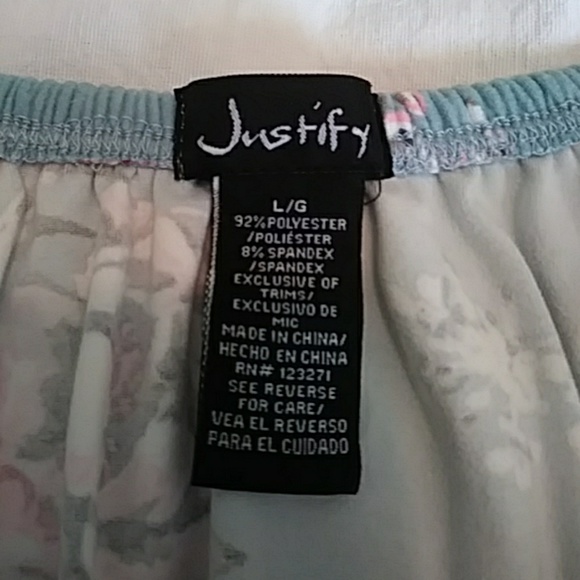 Justify
L/G
92% POLYESTER
/POLIÉSTER
8% SPANDEX
/SPANDEX
EXCLUSIVE OF
TRIMS/
EXCLUSIVO DE
MIC
MADE IN CHINA/
HECHO EN CHINA
RN# 123271
SEE REVERSE
FOR CARE/
VEA EL REVERSO
PARA EL CUIDADO